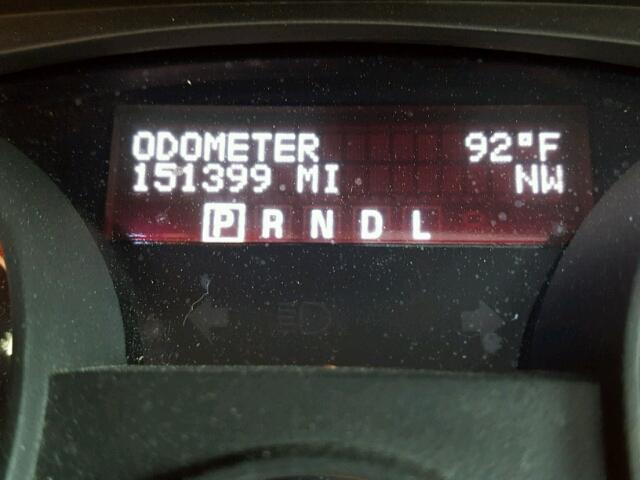 ODOMETER 92°F
151399 MI NW
P R N D L